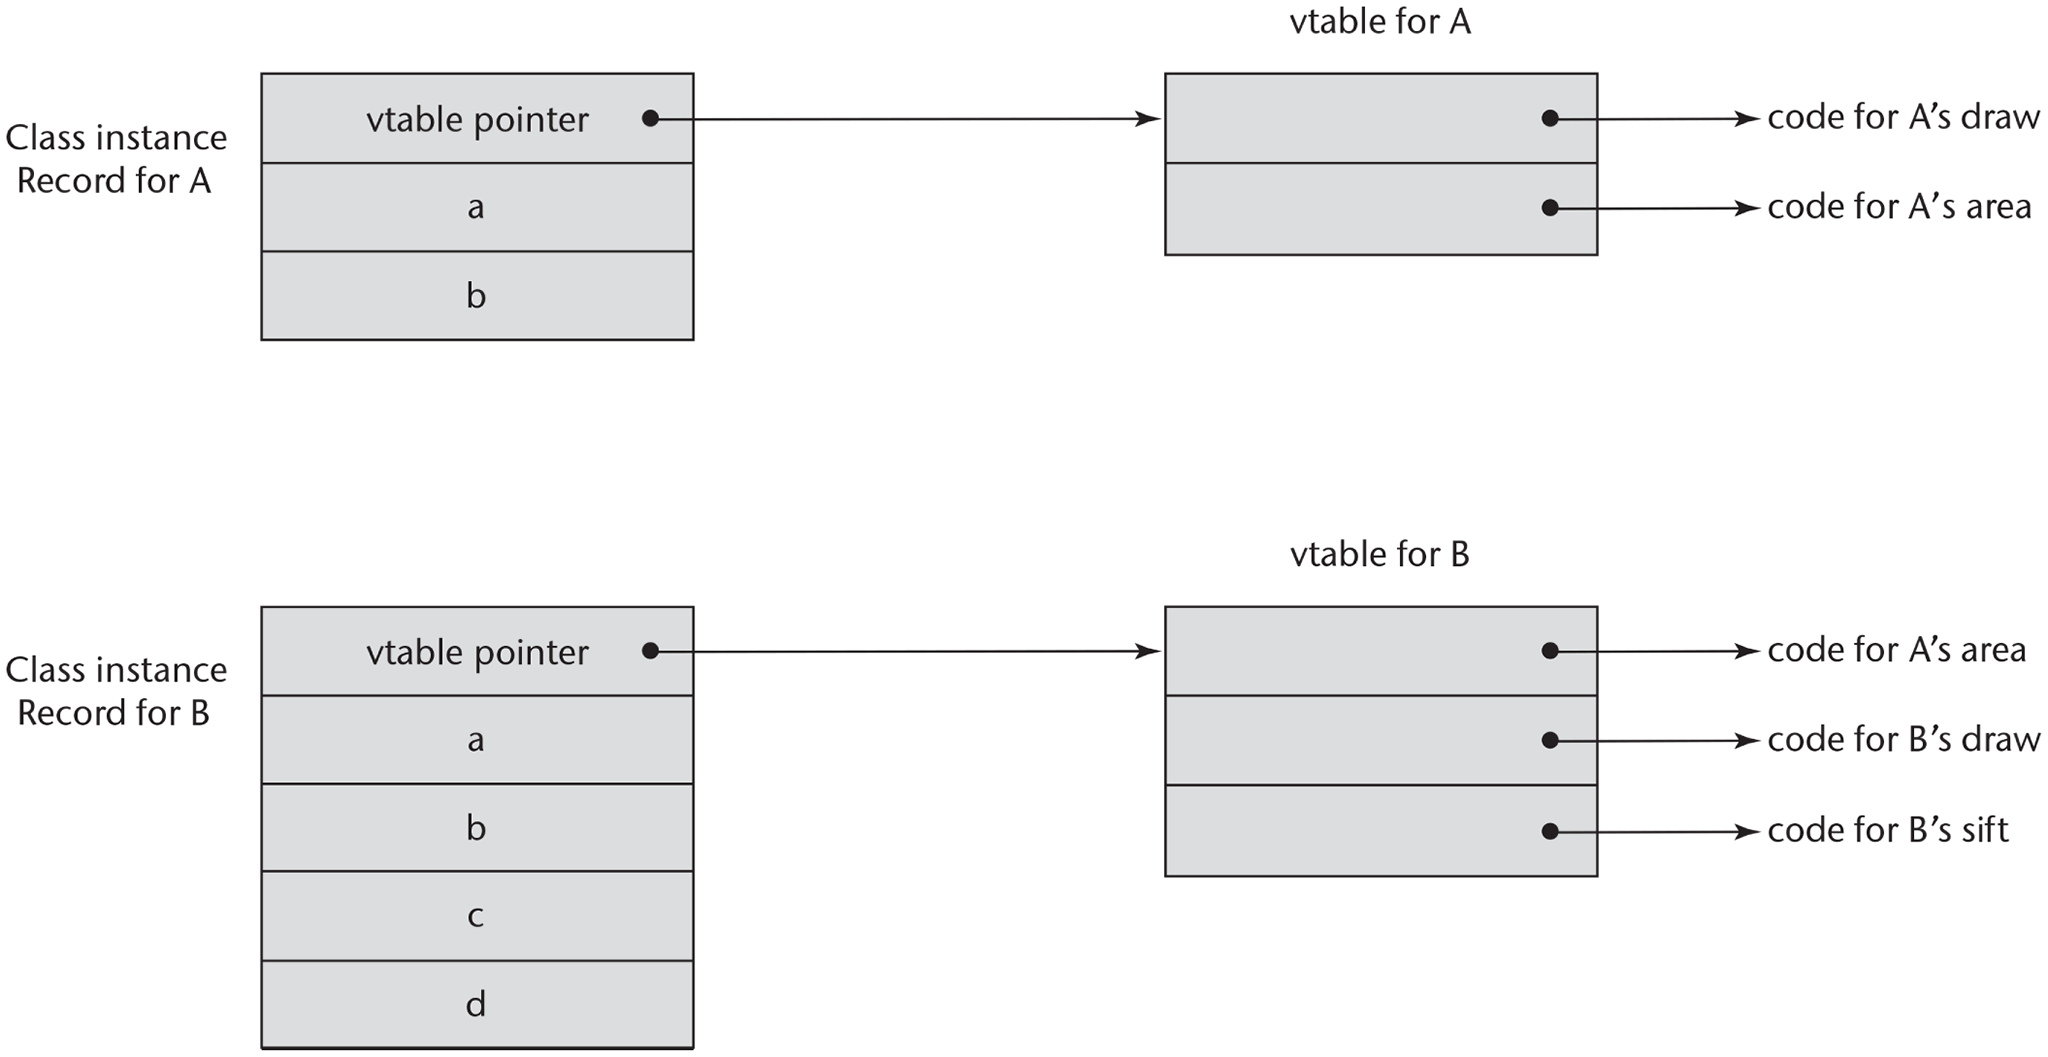 vtable for A
vtable pointer
code for A’s draw
Class instance
Record for A
a
code for A’s area
b
vtable for B
vtable pointer
code for A’s area
Class instance
Record for B
a
code for B’s draw
b
code for B’s sift
c
d